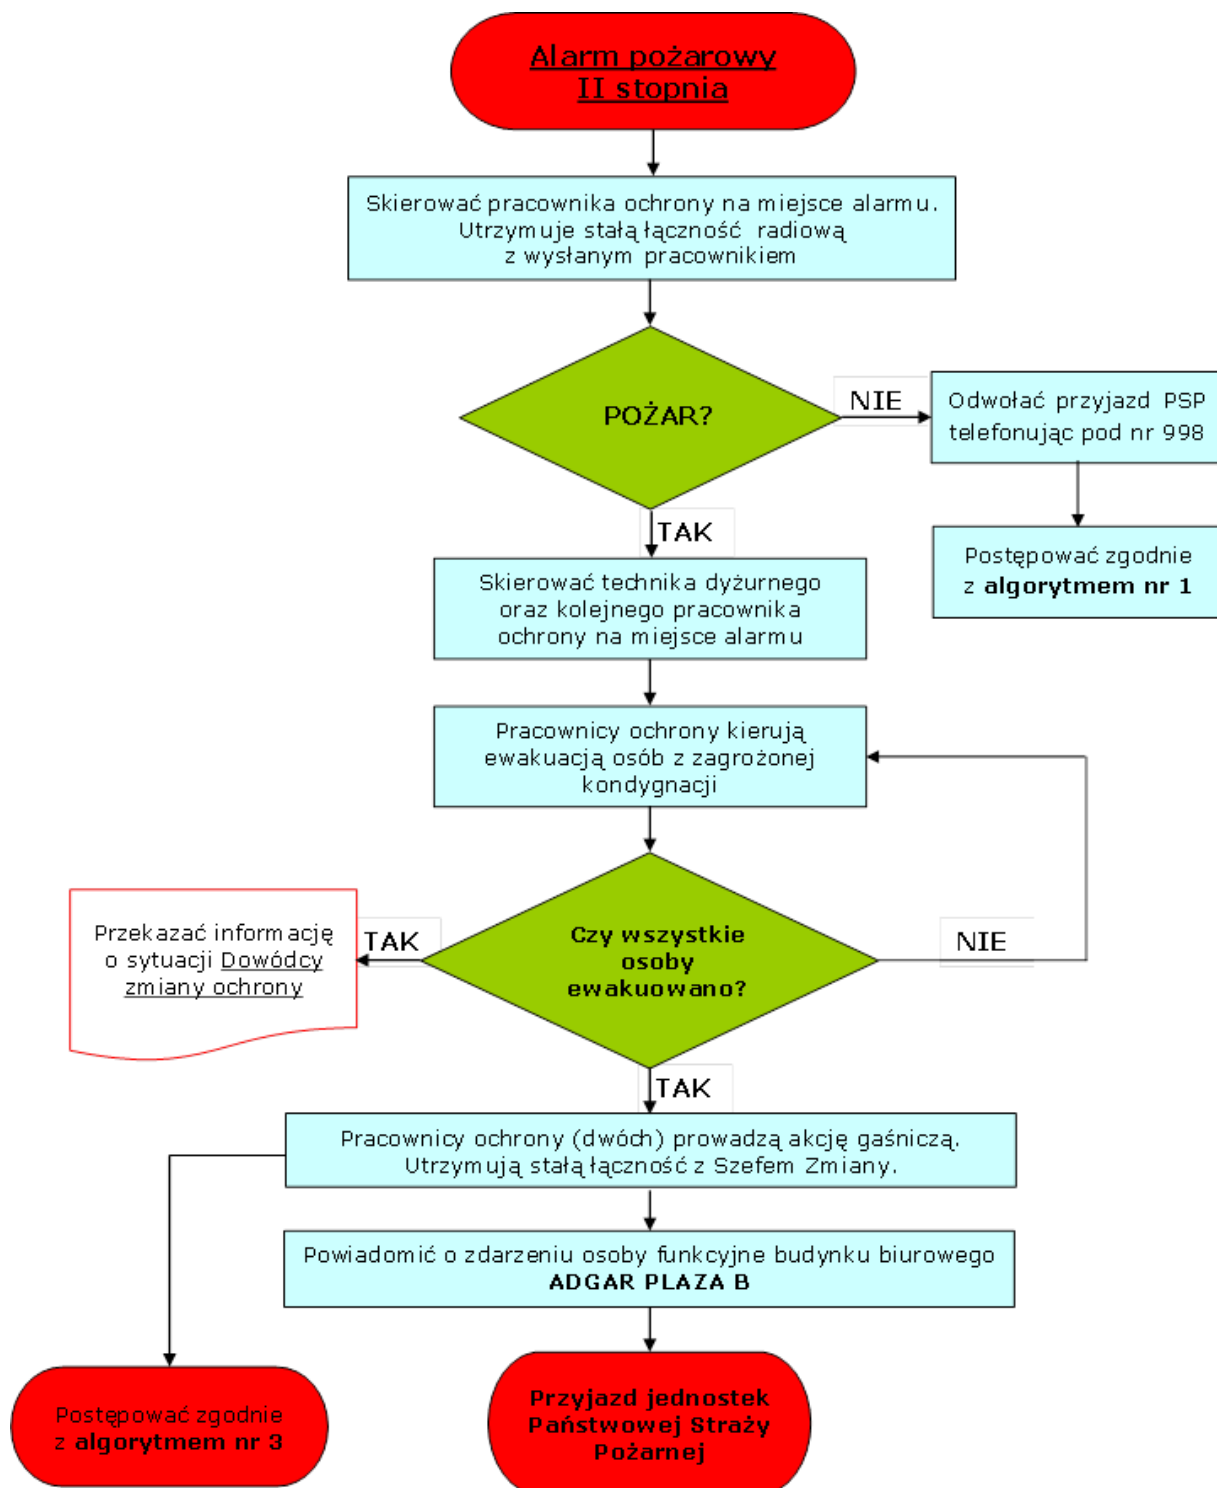 Alarm pożarowy
II stopnia
Skierować pracownika ochrony na miejsce alarmu.
Utrzymuje stałą łączność radiową
z wysłanym pracownikiem
POŻAR?
NIE
Odwołać przyjazd PSP
telefonując pod nr 998
TAK
Postępować zgodnie
z algorytmem nr 1
Skierować technika dyżurnego
oraz kolejnego pracownika
ochrony na miejsce alarmu
Pracownicy ochrony kierują
ewakuacją osób z zagrożonej
kondygnacji
Przekazać informację
o sytuacji Dowódcy
zmiany ochrony
TAK
Czy wszystkie
osoby
ewakuowano?
NIE
TAK
Pracownicy ochrony (dwóch) prowadzą akcję gaśniczą.
Utrzymują stałą łączność z Szefem Zmiany.
Powiadomić o zdarzeniu osoby funkcyjne budynku biurowego
ADGAR PLAZA B
Postępować zgodnie
z algorytmem nr 3
Przyjazd jednostek
Państwowej Straży
Pożarnej